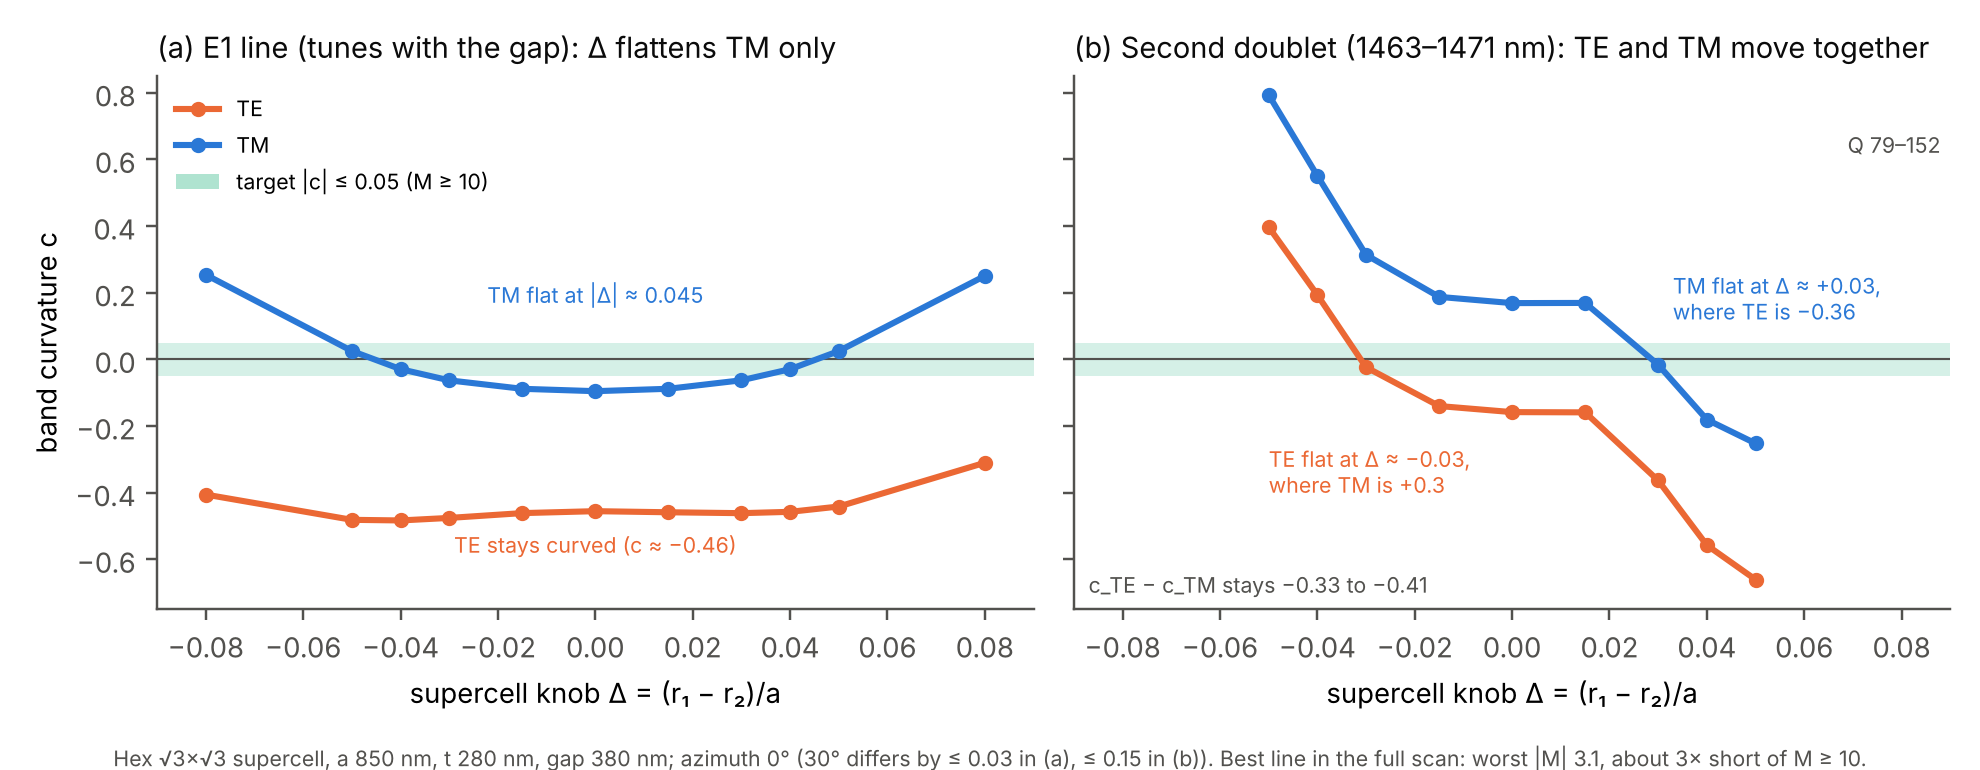 (a) E1 line (tunes with the gap): Δ flattens TM only
(b) Second doublet (1463–1471 nm): TE and TM move together
TE
TM
target |c| ≤ 0.05 (M ≥ 10)
band curvature c
0.8
0.6
0.4
0.2
0.0
−0.2
−0.4
−0.6
TM flat at |Δ| ≈ 0.045
TE stays curved (c ≈ −0.46)
−0.08 −0.06 −0.04 −0.02 0.00 0.02 0.04 0.06 0.08
supercell knob Δ = (r₁ − r₂)/a
Q 79–152
TM flat at Δ ≈ +0.03,
where TE is −0.36
TE flat at Δ ≈ −0.03,
where TM is +0.3
c_TE − c_TM stays −0.33 to −0.41
−0.08 −0.06 −0.04 −0.02 0.00 0.02 0.04 0.06 0.08
supercell knob Δ = (r₁ − r₂)/a
Hex √3×√3 supercell, a 850 nm, t 280 nm, gap 380 nm; azimuth 0° (30° differs by ≤ 0.03 in (a), ≤ 0.15 in (b)). Best line in the full scan: worst |M| 3.1, about 3× short of M ≥ 10.